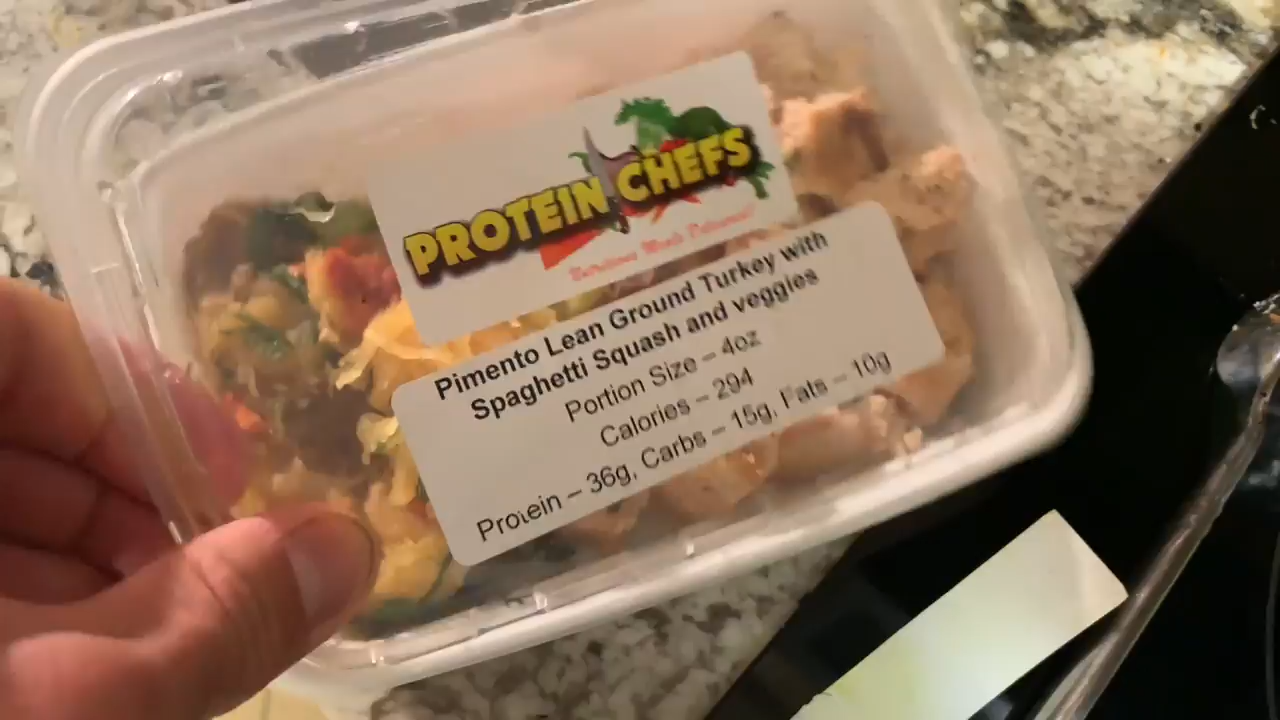 PROTEIN CHEFS
Pimento Lean Ground Turkey with
Spaghetti Squash and veggies
Portion Size – 4oz
Calories – 294
Protein – 36g, Carbs – 15g, Fats – 10g